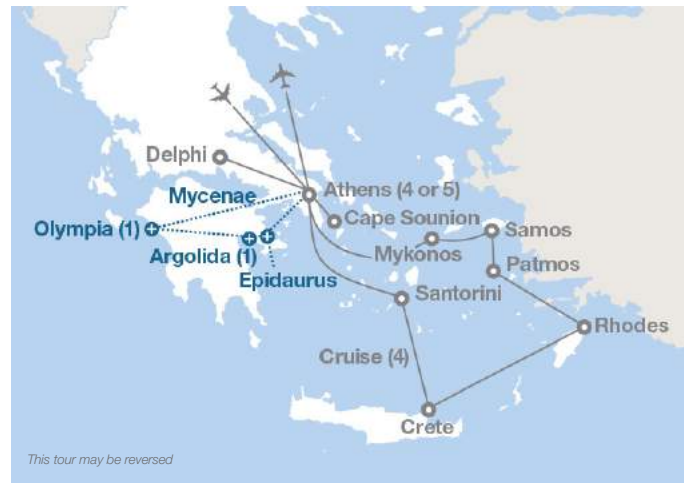 Delphi
Athens (4 or 5)
Mycenae
Cape Sounion
Olympia (1)
Samos
Argolida (1)
Mykonos
Patmos
Epidaurus
Santorini
Rhodes
Cruise (4)
Crete
This tour may be reversed